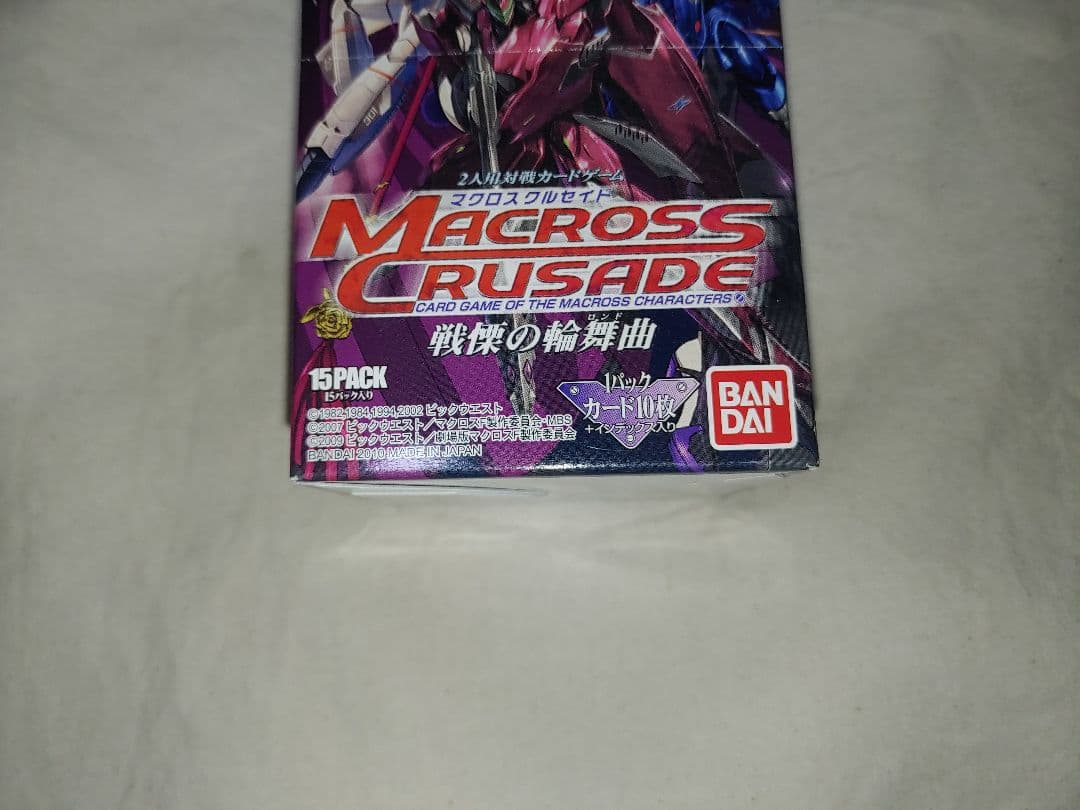 2人用対戦カードゲーム
マクロス クルセイド
MACROSS
CRUSADE
CARD GAME OF THE MACROSS CHARACTERS
ロンド
戦慄の輪舞曲
15PACK
15パック入り
1パック
カード10枚
+インデックス入り
BAN
DAI
©1982,1984,1994,2002 ビックウエスト
©2007 ビックウエスト/マクロスF製作委員会・MBS
©2009 ビックウエスト/劇場版マクロスF製作委員会
BANDAI 2010 MADE IN JAPAN